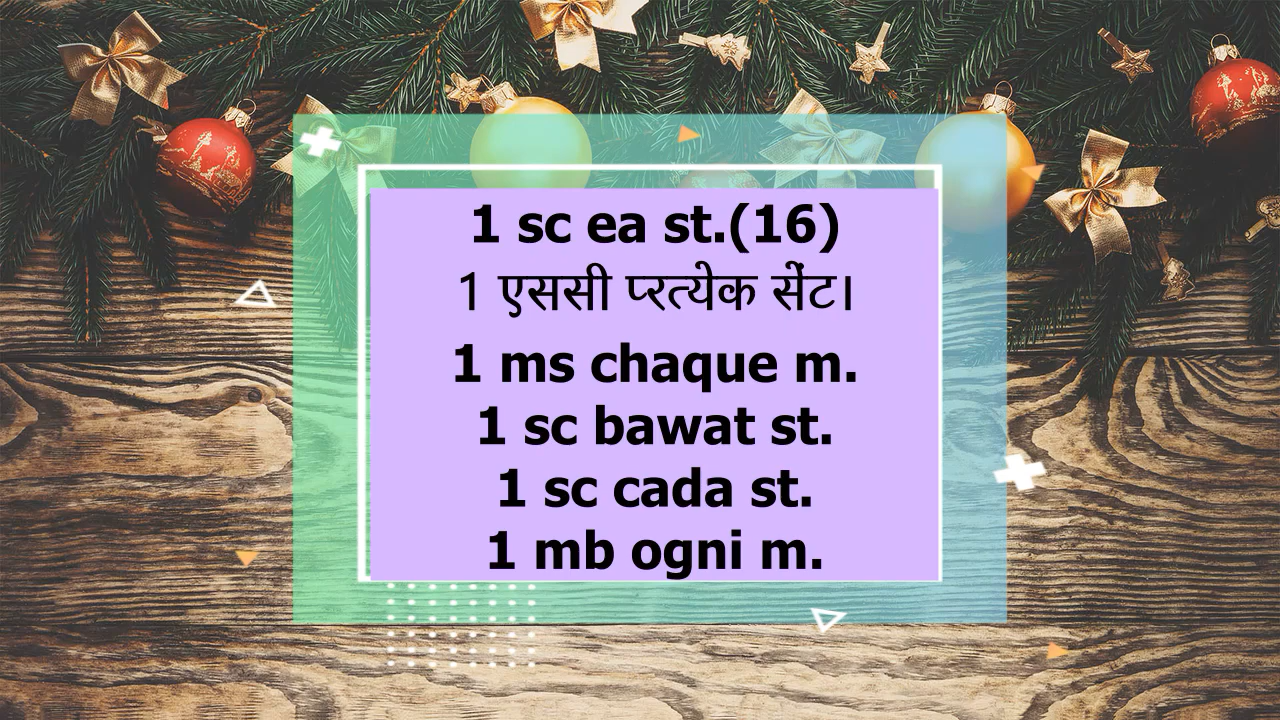 1 sc ea st.(16)
1 एससी प्रत्येक सेंट।
1 ms chaque m.
1 sc bawat st.
1 sc cada st.
1 mb ogni m.